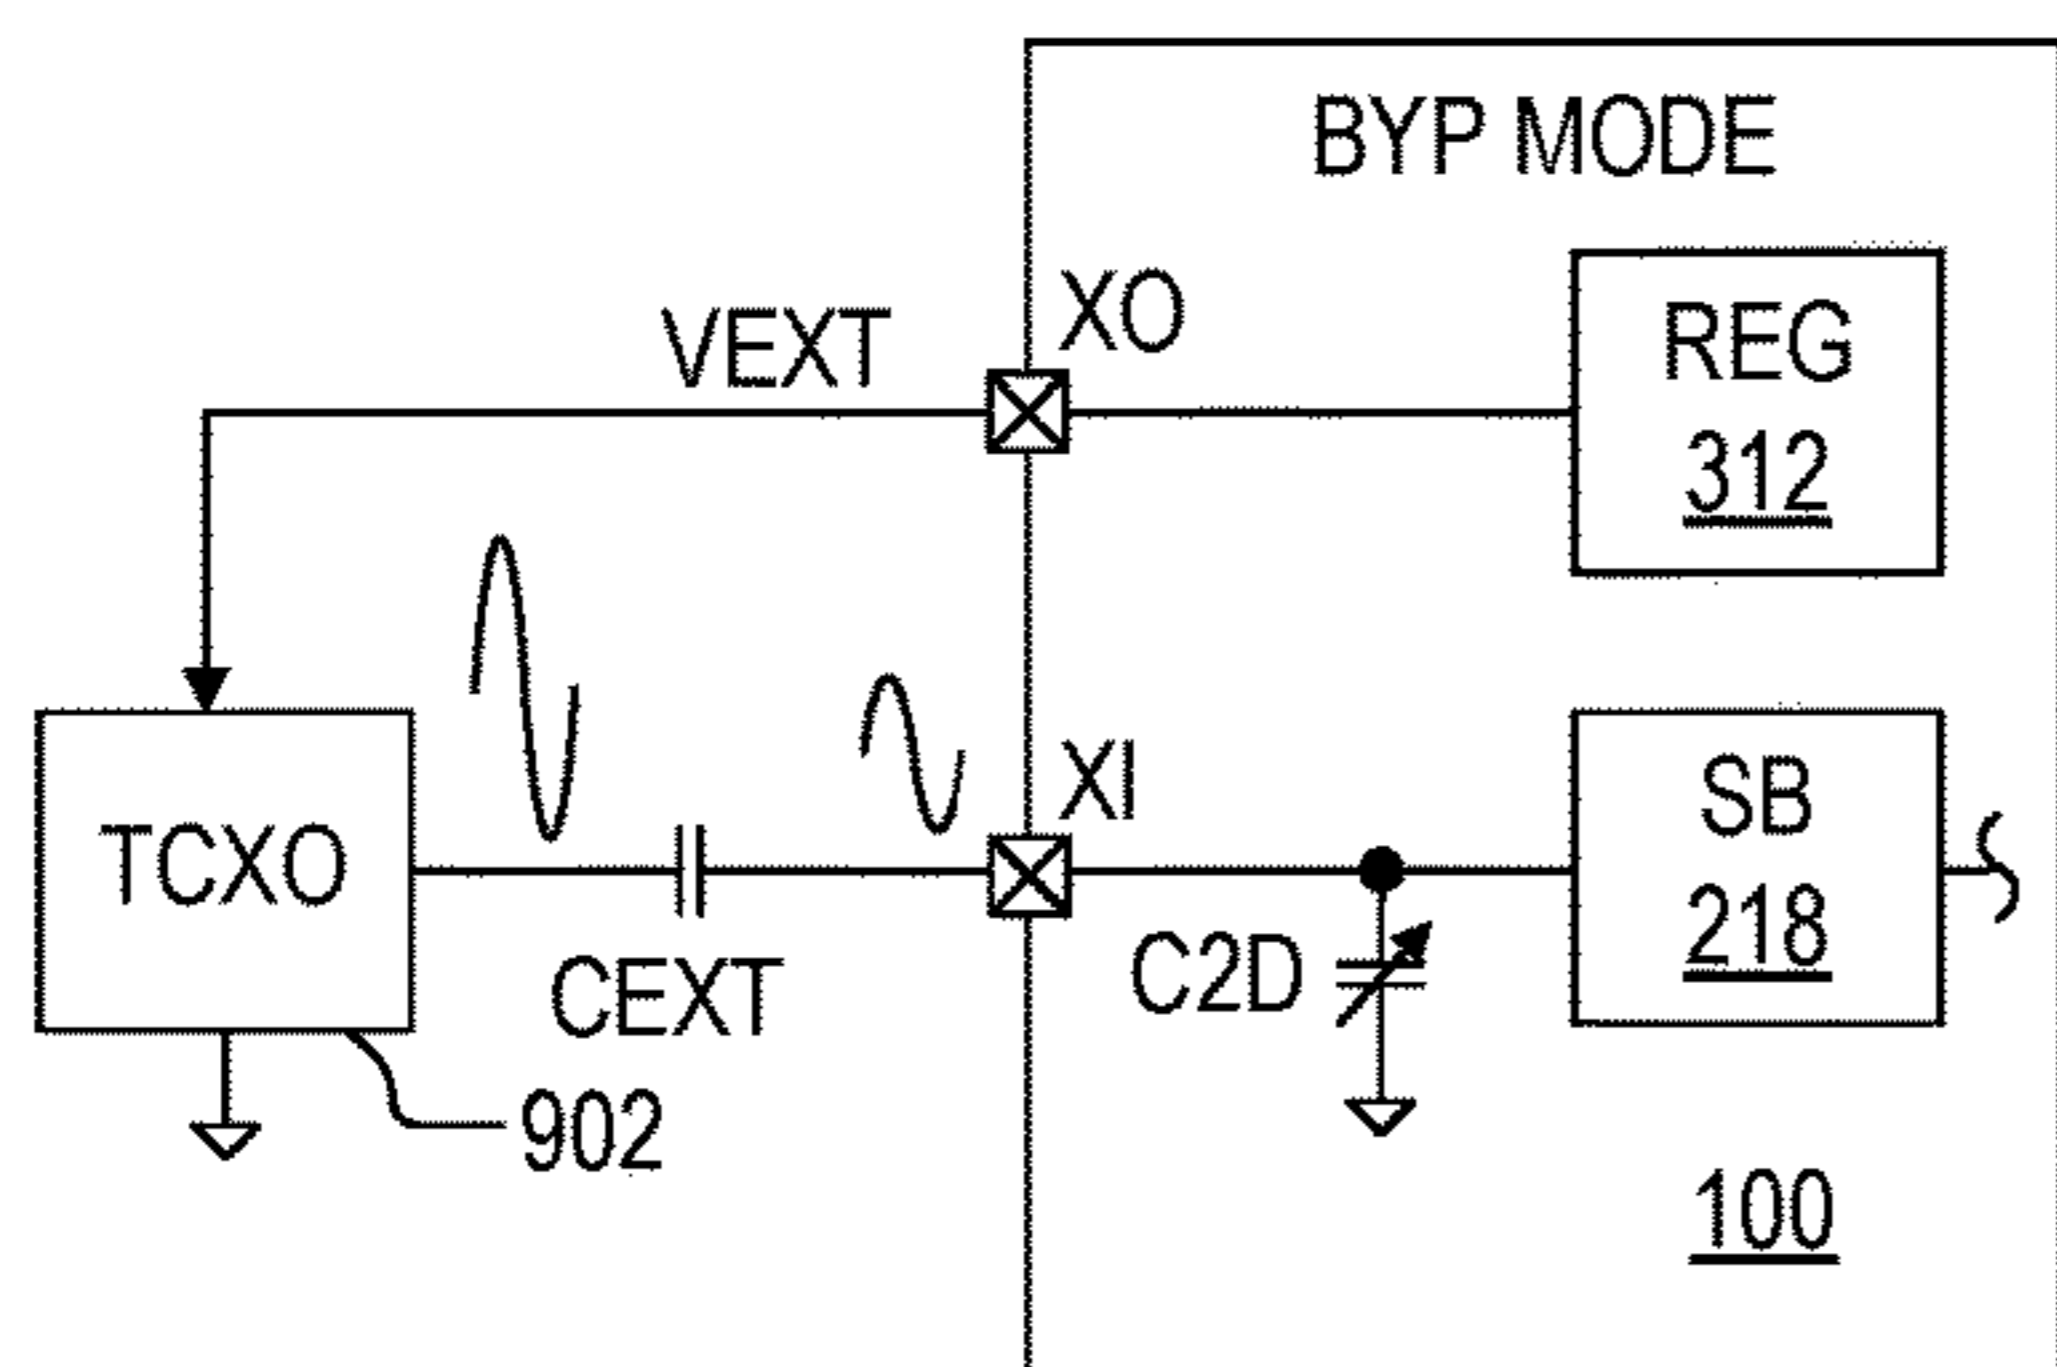 BYP MODE
XO
VEXT
REG
312
XI
SB
218
TCXO
CEXT
C2D
902
100